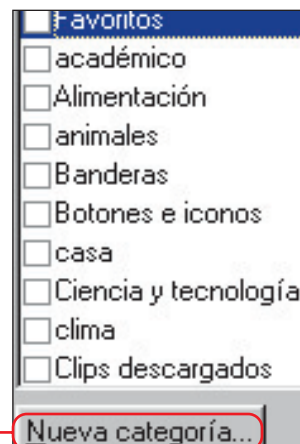 Favoritos
académico
Alimentación
animales
Banderas
Botones e iconos
casa
Ciencia y tecnología
clima
Clips descargados
Nueva categoría...